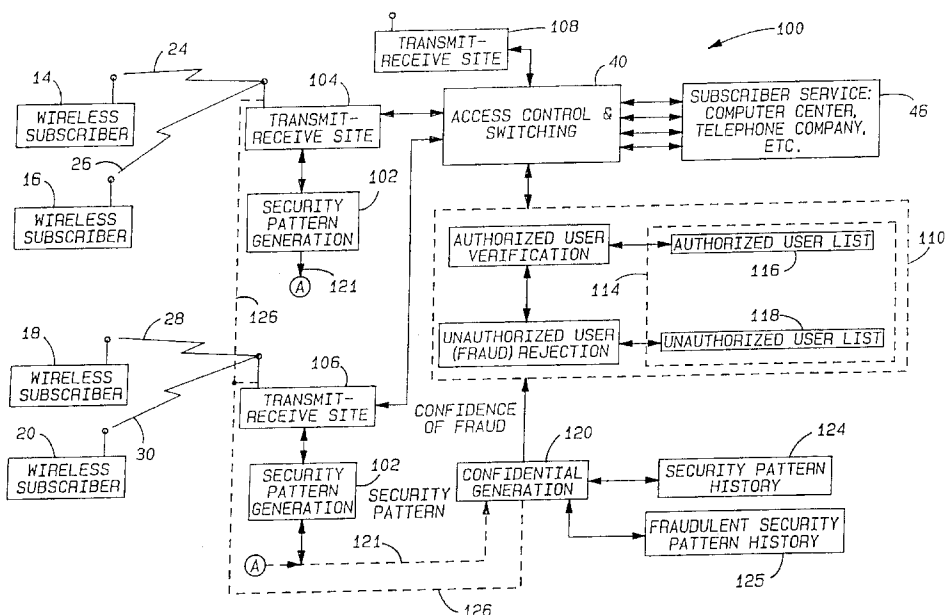 108
100
TRANSMIT-
RECEIVE SITE
24
14
WIRELESS
SUBSCRIBER
104
TRANSMIT-
RECEIVE SITE
40
ACCESS CONTROL &
SWITCHING
SUBSCRIBER SERVICE:
COMPUTER CENTER,
TELEPHONE COMPANY,
ETC.
46
26
16
WIRELESS
SUBSCRIBER
102
SECURITY
PATTERN
GENERATION
121
A
126
AUTHORIZED USER
VERIFICATION
AUTHORIZED USER LIST
116
110
114
118
UNAUTHORIZED USER
(FRAUD) REJECTION
UNAUTHORIZED USER LIST
28
18
WIRELESS
SUBSCRIBER
106
TRANSMIT-
RECEIVE SITE
CONFIDENCE
OF FRAUD
20
WIRELESS
SUBSCRIBER
30
102
SECURITY
PATTERN
GENERATION
SECURITY
PATTERN
120
CONFIDENTIAL
GENERATION
124
SECURITY PATTERN
HISTORY
FRAUDULENT SECURITY
PATTERN HISTORY
125
A
121
126